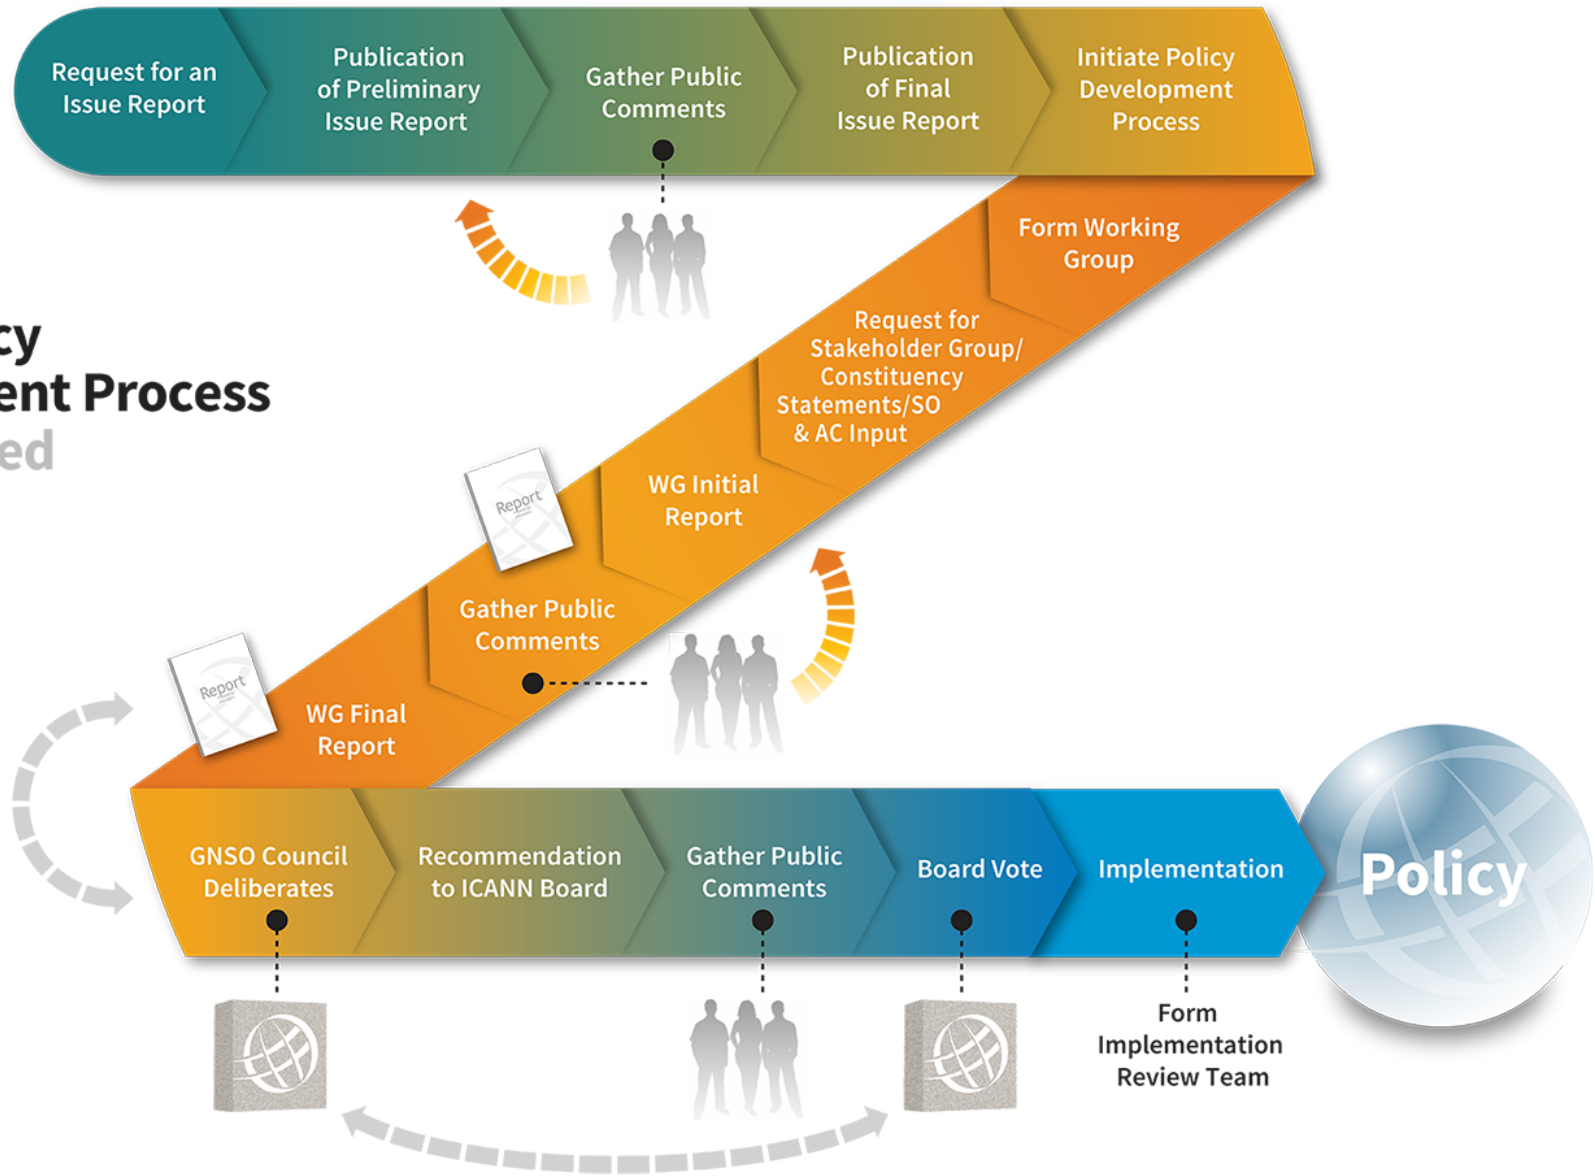 Request for an
Issue Report
Publication
of Preliminary
Issue Report
Gather Public
Comments
Publication
of Final
Issue Report
Initiate Policy
Development
Process
Form Working
Group
cy
ent Process
ed
Request for
Stakeholder Group/
Constituency
Statements/SO
& AC Input
WG Initial
Report
Report
Gather Public
Comments
Report
WG Final
Report
GNSO Council
Deliberates
Recommendation
to ICANN Board
Gather Public
Comments
Board Vote
Implementation
Policy
Form
Implementation
Review Team